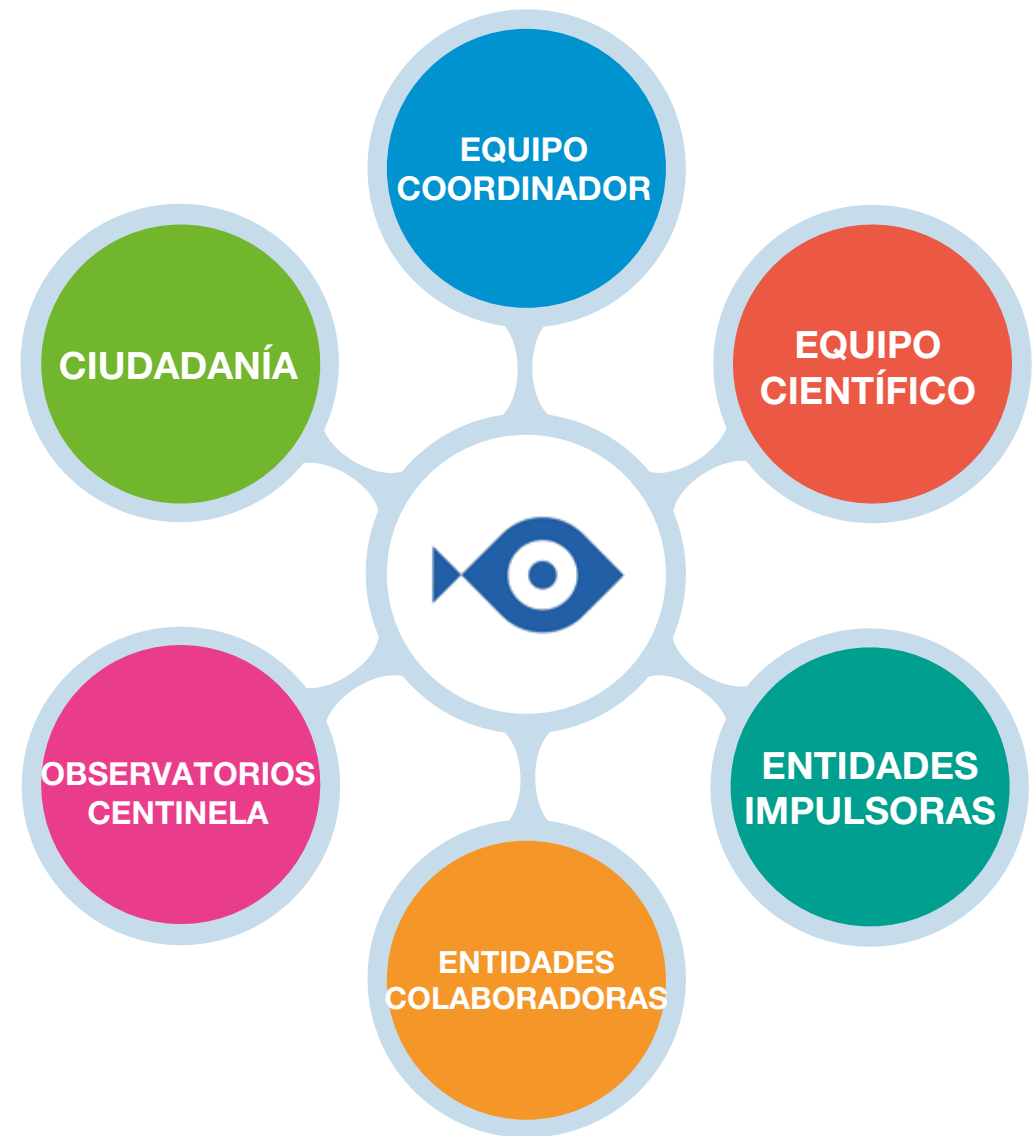 EQUIPO
COORDINADOR
EQUIPO
CIENTÍFICO
ENTIDADES
IMPULSORAS
ENTIDADES
COLABORADORAS
OBSERVATORIOS
CENTINELA
CIUDADANÍA